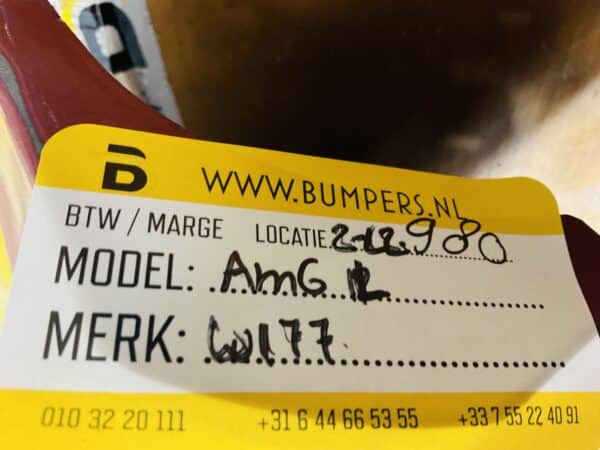 WWW.BUMPERS.NL
BTW / MARGE LOCATIE 2-12 980
MODEL: AMG
MERK: W177
010 32 20 111 +31 6 44 66 53 55 +33 7 55 22 40 91